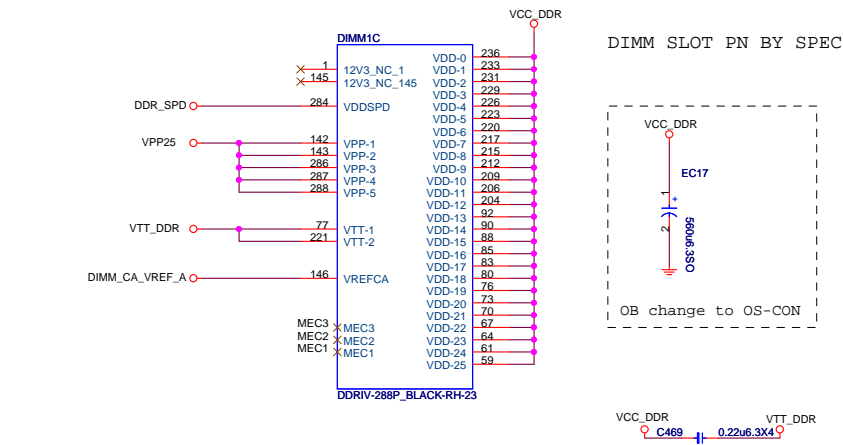 VCC_DDR
DIMM1C
DIMM SLOT PN BY SPEC
1 12V3_NC_1
145 12V3_NC_145
DDR_SPD 284 VDDSPD
VPP25 142 VPP-1
143 VPP-2
286 VPP-3
287 VPP-4
288 VPP-5
VTT_DDR 77 VTT-1
221 VTT-2
DIMM_CA_VREF_A 146 VREFCA
MEC3 MEC3
MEC2 MEC2
MEC1 MEC1
VDD-0 236
VDD-1 233
VDD-2 231
VDD-3 229
VDD-4 226
VDD-5 223
VDD-6 220
VDD-7 217
VDD-8 215
VDD-9 212
VDD-10 209
VDD-11 206
VDD-12 204
VDD-13 92
VDD-14 90
VDD-15 88
VDD-16 85
VDD-17 83
VDD-18 80
VDD-19 76
VDD-20 73
VDD-21 70
VDD-22 67
VDD-23 64
VDD-24 61
VDD-25 59
DDRIV-288P_BLACK-RH-23
VCC_DDR
EC17
1
+
2
560u6.3SO
OB change to OS-CON
VCC_DDR
C469
0.22u6.3X4
VTT_DDR